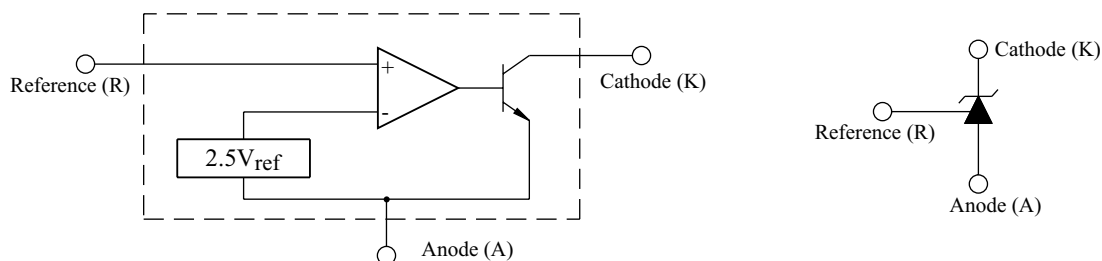 Reference (R)
+
-
2.5Vref
Cathode (K)
Anode (A)
Cathode (K)
Reference (R)
Anode (A)